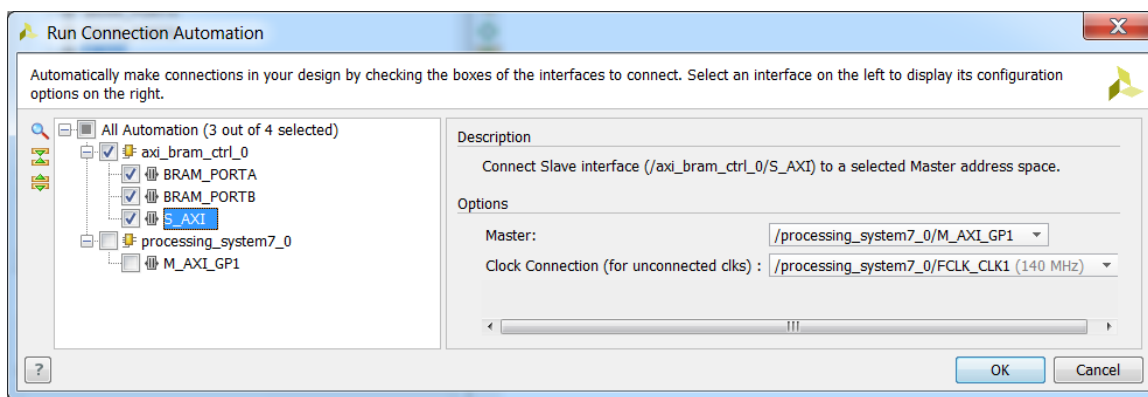 Run Connection Automation
Automatically make connections in your design by checking the boxes of the interfaces to connect. Select an interface on the left to display its configuration
options on the right.
All Automation (3 out of 4 selected)
axi_bram_ctrl_0
BRAM_PORTA
BRAM_PORTB
S_AXI
processing_system7_0
M_AXI_GP1
Description
Connect Slave interface (/axi_bram_ctrl_0/S_AXI) to a selected Master address space.
Options
Master: /processing_system7_0/M_AXI_GP1
Clock Connection (for unconnected clks) : /processing_system7_0/FCLK_CLK1 (140 MHz)
?
OK Cancel